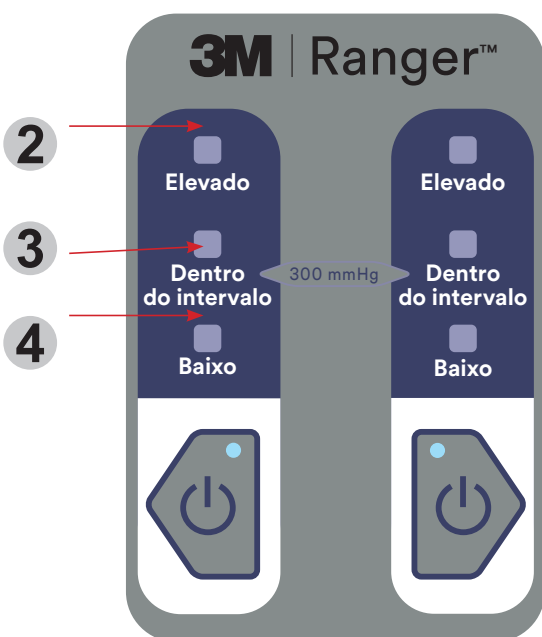 3M | Ranger™
2
Elevado
Elevado
3
Dentro
do intervalo
300 mmHg
Dentro
do intervalo
4
Baixo
Baixo